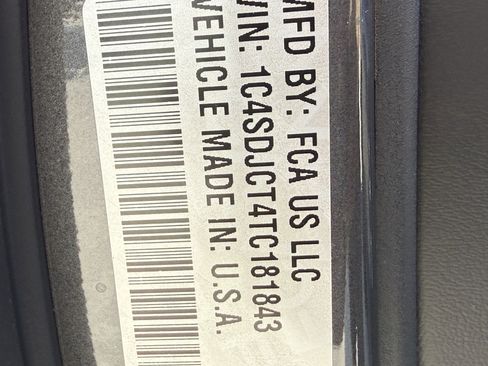 MFD BY: FCA US LLC
VIN: 1C4SDJCT4TC181843
VEHICLE MADE IN: U.S.A.